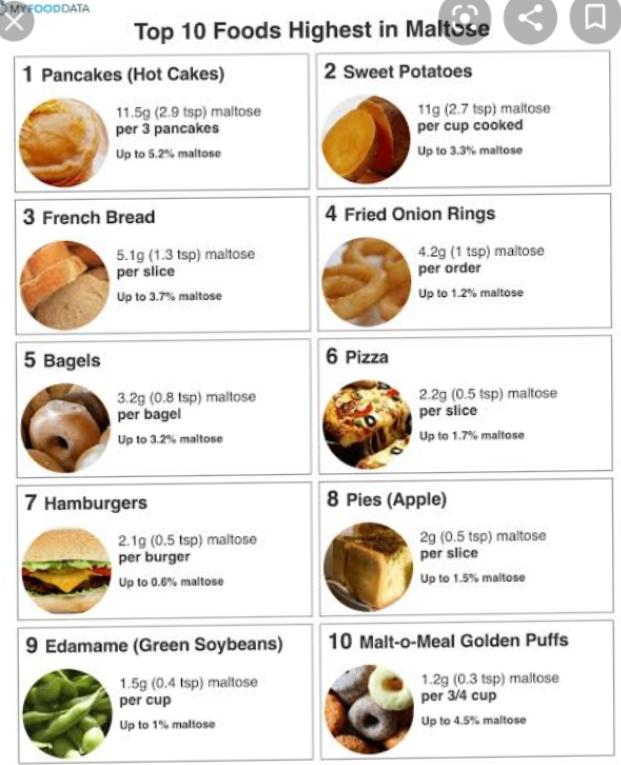 MYFOODDATA
Top 10 Foods Highest in Maltose
1 Pancakes (Hot Cakes)
11.5g (2.9 tsp) maltose
per 3 pancakes
Up to 5.2% maltose
2 Sweet Potatoes
11g (2.7 tsp) maltose
per cup cooked
Up to 3.3% maltose
3 French Bread
5.1g (1.3 tsp) maltose
per slice
Up to 3.7% maltose
4 Fried Onion Rings
4.2g (1 tsp) maltose
per order
Up to 1.2% maltose
5 Bagels
3.2g (0.8 tsp) maltose
per bagel
Up to 3.2% maltose
6 Pizza
2.2g (0.5 tsp) maltose
per slice
Up to 1.7% maltose
7 Hamburgers
2.1g (0.5 tsp) maltose
per burger
Up to 0.6% maltose
8 Pies (Apple)
2g (0.5 tsp) maltose
per slice
Up to 1.5% maltose
9 Edamame (Green Soybeans)
1.5g (0.4 tsp) maltose
per cup
Up to 1% maltose
10 Malt-o-Meal Golden Puffs
1.2g (0.3 tsp) maltose
per 3/4 cup
Up to 4.5% maltose